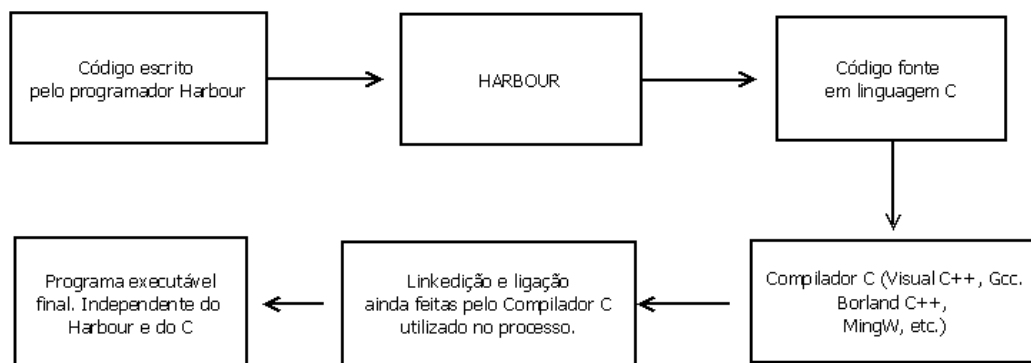 Código escrito
pelo programador Harbour
HARBOUR
Código fonte
em linguagem C
Programa executável
final. Independente do
Harbour e do C
Linkedição e ligação
ainda feitas pelo Compilador C
utilizado no processo.
Compilador C (Visual C++, Gcc.
Borland C++,
MingW, etc.)